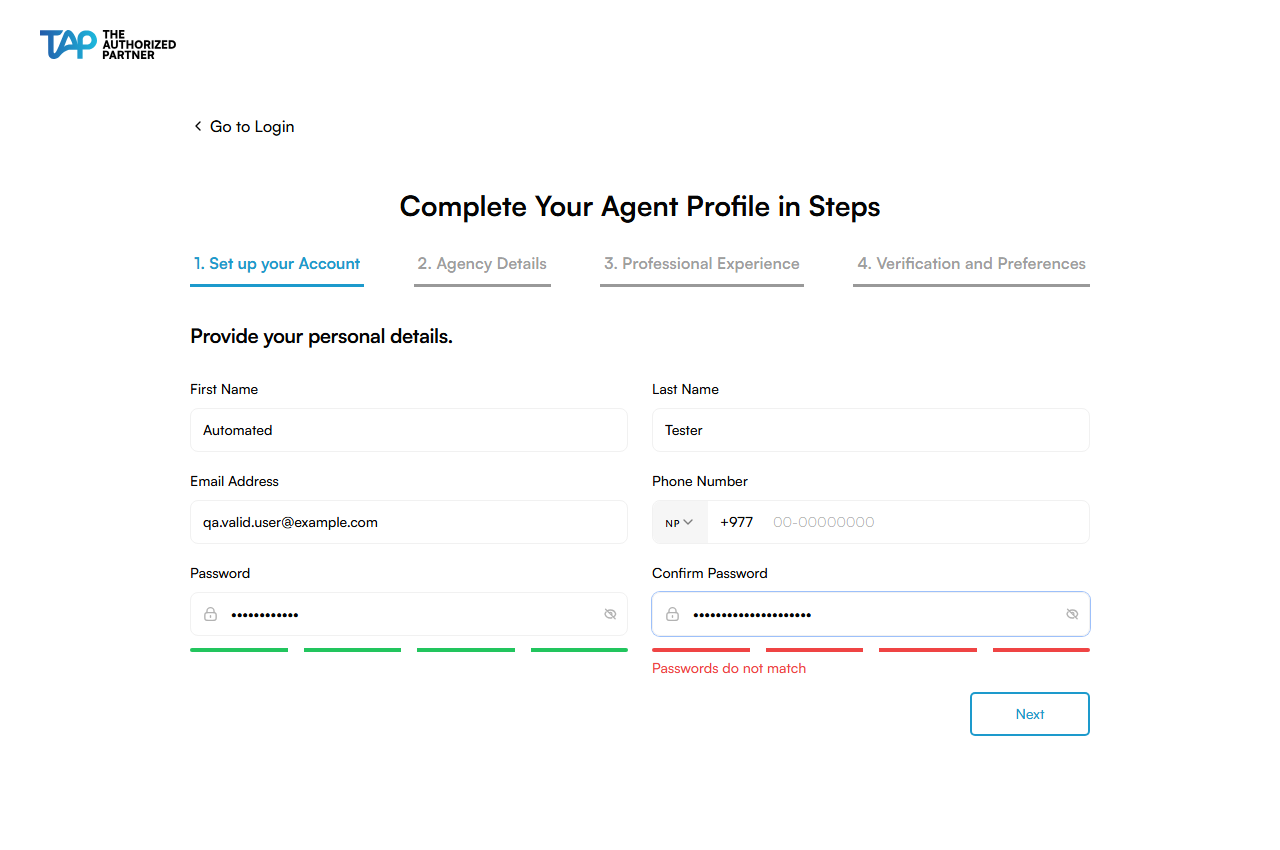 TAP THE AUTHORIZED PARTNER
Go to Login
Complete Your Agent Profile in Steps
1. Set up your Account 2. Agency Details 3. Professional Experience 4. Verification and Preferences
Provide your personal details.
First Name Last Name
Automated Tester
Email Address Phone Number
qa.valid.user@example.com NP +977 00-00000000
Password Confirm Password
•••••••••••• •••••••••••••••••••••
Passwords do not match
Next